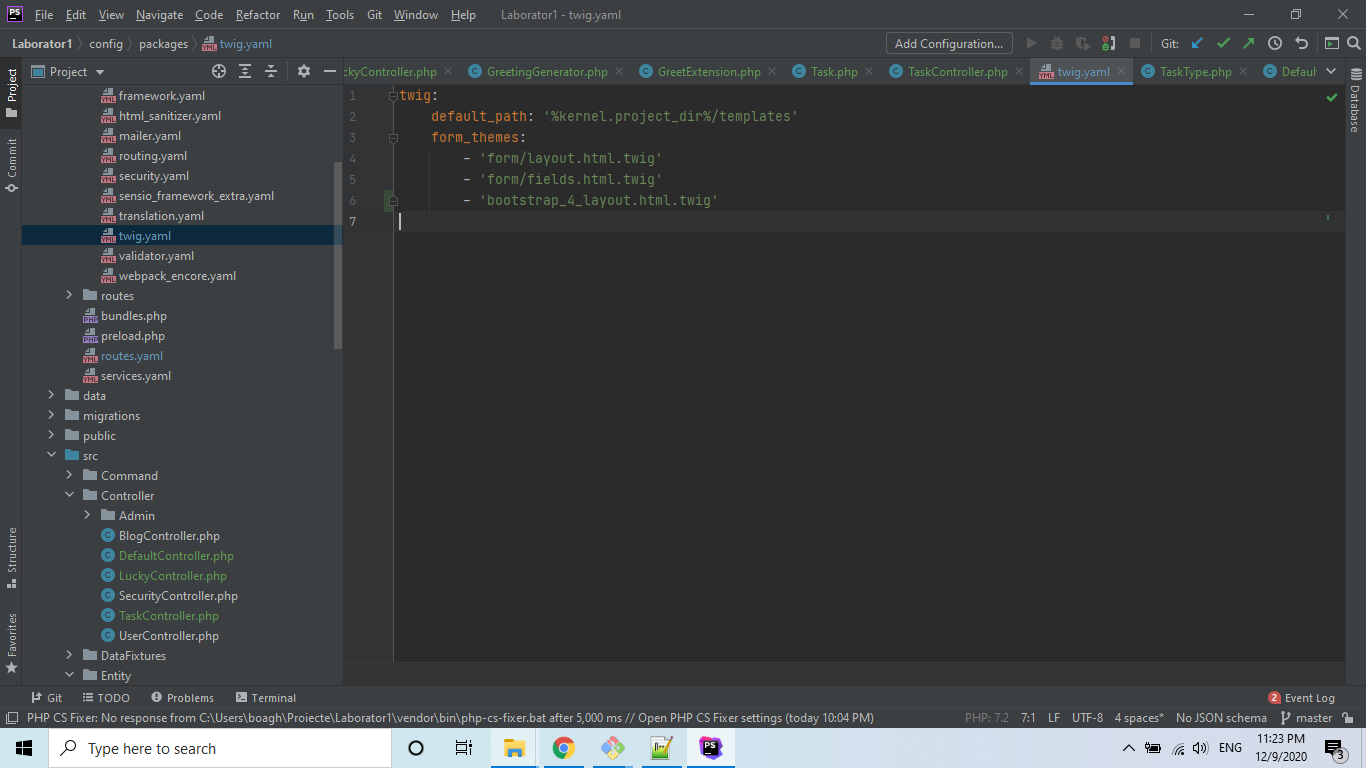 PS File Edit View Navigate Code Refactor Run Tools Git Window Help Laborator1 - twig.yaml
Laborator1 config packages twig.yaml Add Configuration... Git:
Project ckyController.php GreetingGenerator.php GreetExtension.php Task.php TaskController.php twig.yaml TaskType.php Defaul
Project
Commit
Structure
Favorites
framework.yaml
html_sanitizer.yaml
mailer.yaml
routing.yaml
security.yaml
sensio_framework_extra.yaml
translation.yaml
twig.yaml
validator.yaml
webpack_encore.yaml
routes
bundles.php
preload.php
routes.yaml
services.yaml
data
migrations
public
src
Command
Controller
Admin
BlogController.php
DefaultController.php
LuckyController.php
SecurityController.php
TaskController.php
UserController.php
DataFixtures
Entity
1 twig:
2 default_path: '%kernel.project_dir%/templates'
3 form_themes:
4 - 'form/layout.html.twig'
5 - 'form/fields.html.twig'
6 - 'bootstrap_4_layout.html.twig'
7
Database
Git TODO Problems Terminal 2 Event Log
PHP CS Fixer: No response from C:\Users\boagh\Proiecte\Laborator1\vendor\bin\php-cs-fixer.bat after 5,000 ms // Open PHP CS Fixer settings (today 10:04 PM) PHP: 7.2 7:1 LF UTF-8 4 spaces* No JSON schema master
Type here to search PS ENG 11:23 PM
12/9/2020 3